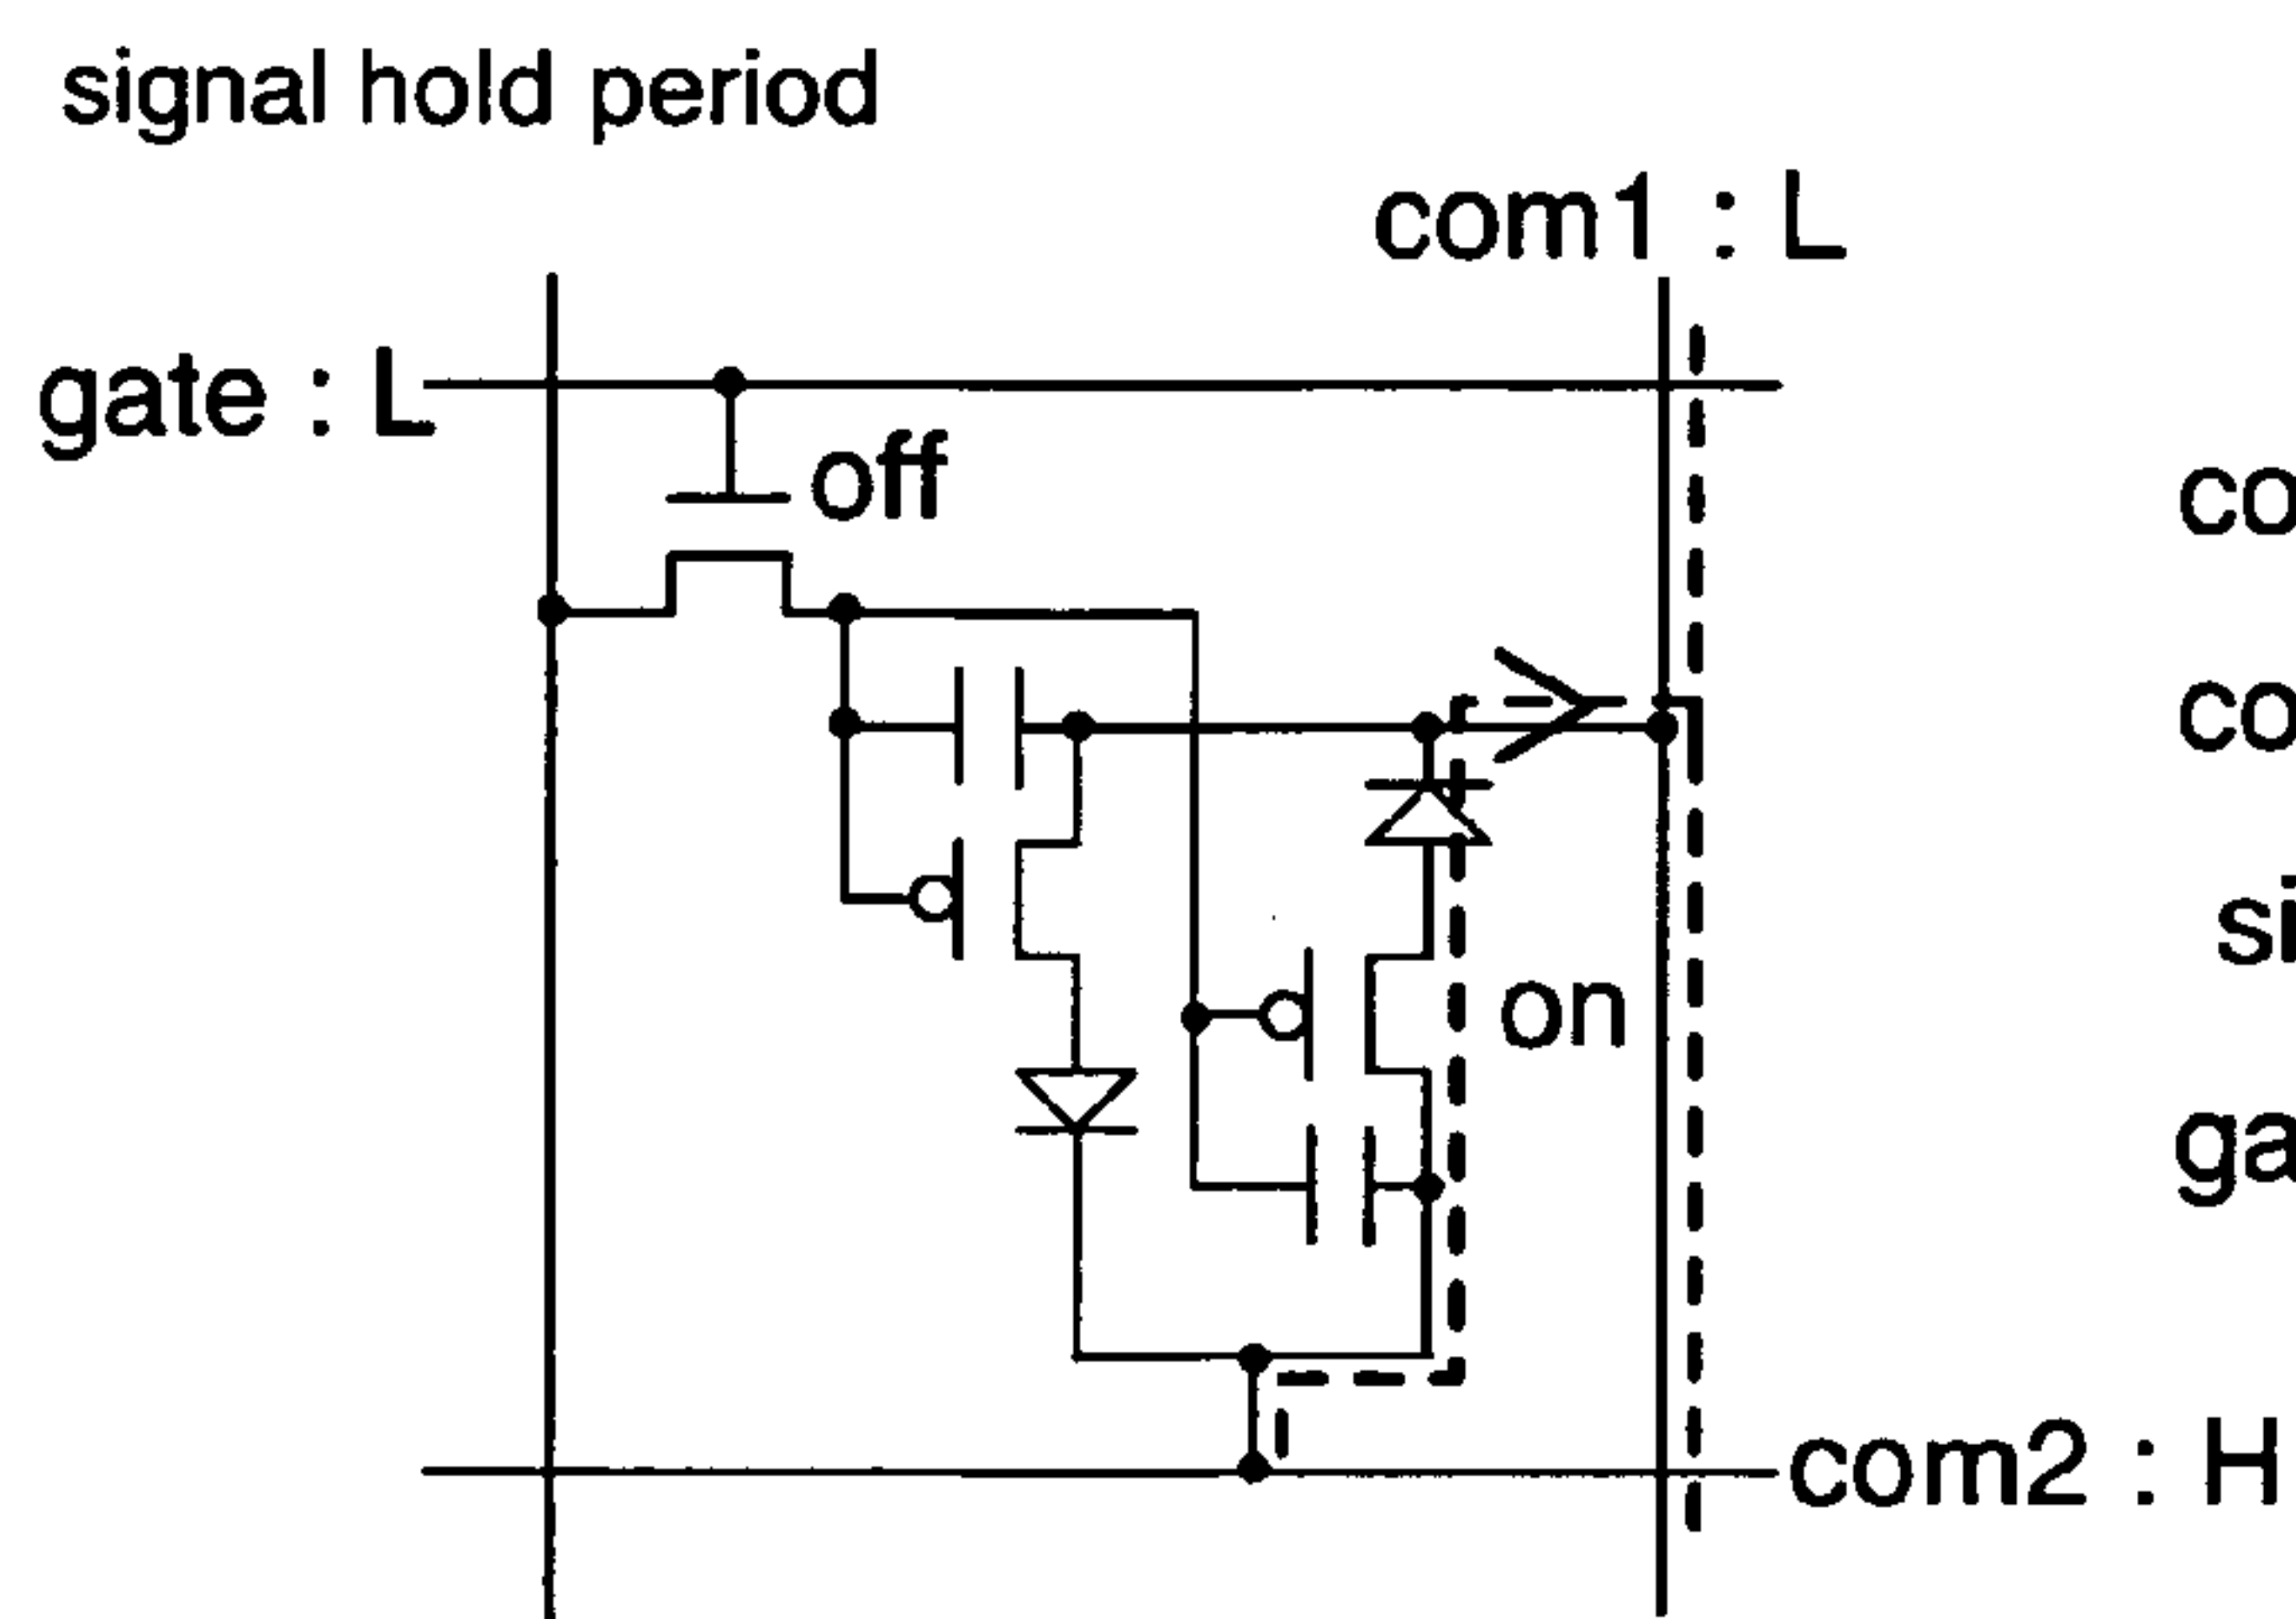 signal hold period
com1 : L
gate : L
off
on
com2 : H